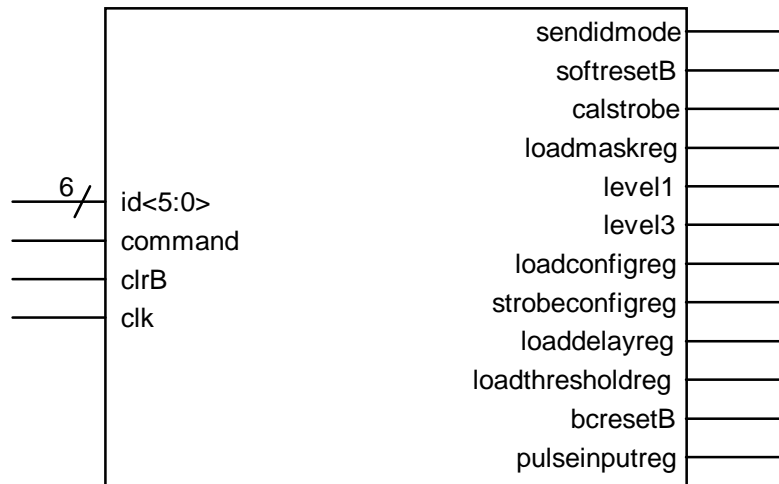 sendidmode
softresetB
calstrobe
loadmaskreg
6
level1
id<5:0>
level3
command
loadconfigreg
clrB
strobeconfigreg
clk
loaddelayreg
loadthresholdreg
bcresetB
pulseinputreg